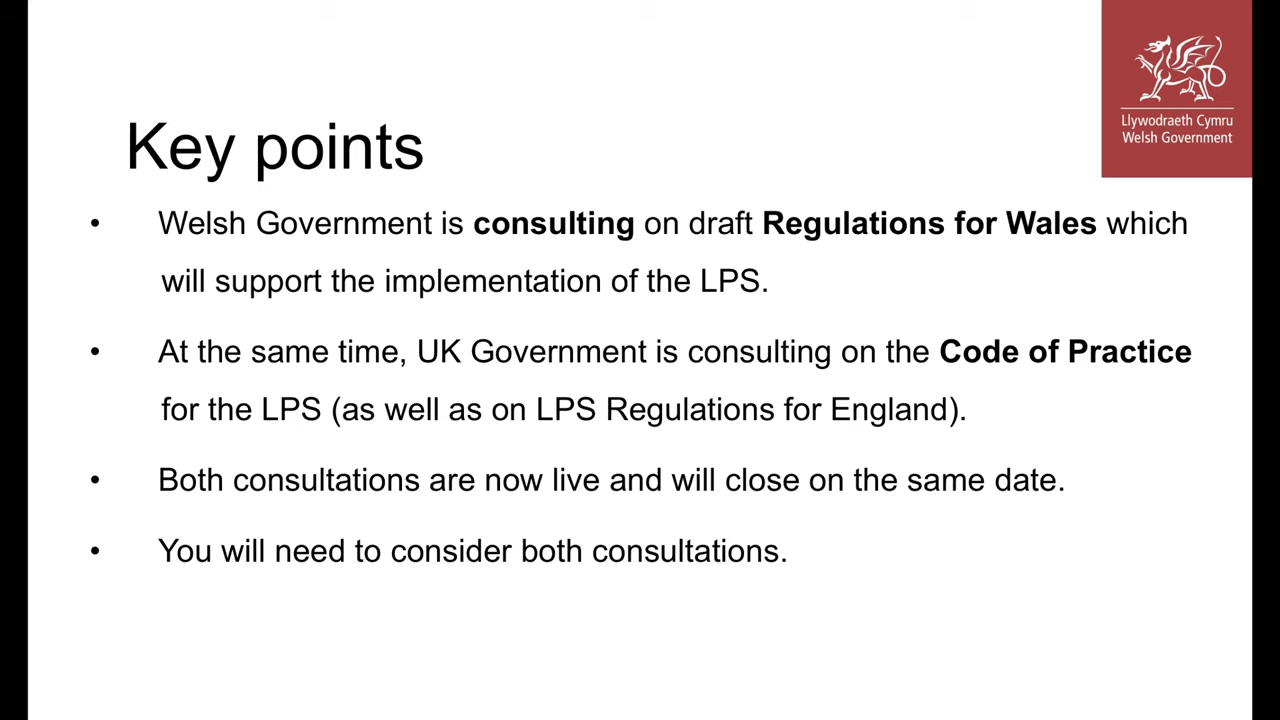 Llywodraeth Cymru
Welsh Government
Key points
• Welsh Government is consulting on draft Regulations for Wales which
will support the implementation of the LPS.
• At the same time, UK Government is consulting on the Code of Practice
for the LPS (as well as on LPS Regulations for England).
• Both consultations are now live and will close on the same date.
• You will need to consider both consultations.